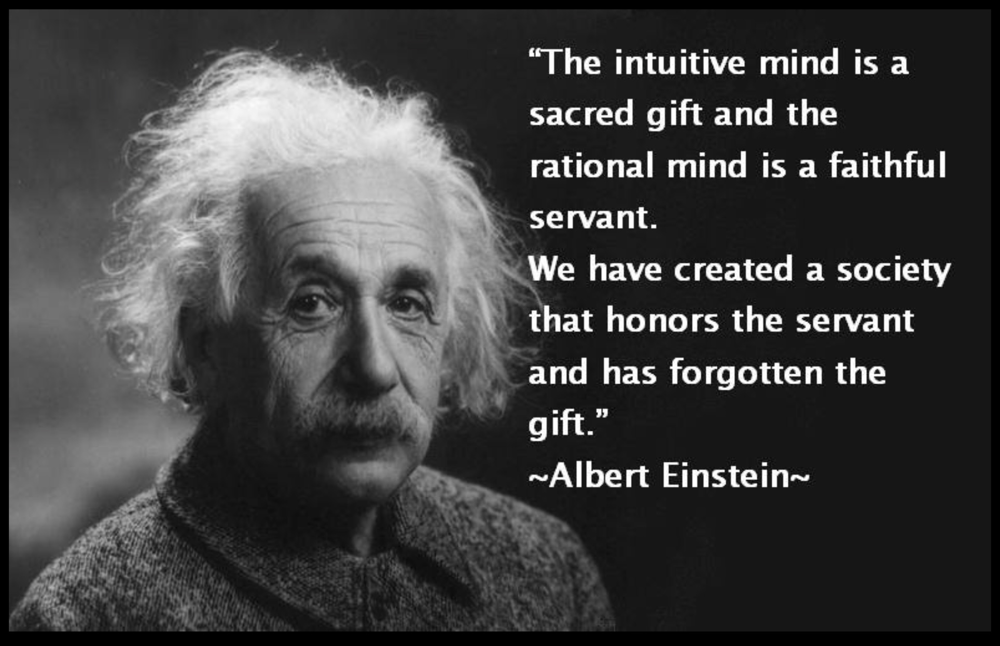 “The intuitive mind is a
sacred gift and the
rational mind is a faithful
servant.
We have created a society
that honors the servant
and has forgotten the
gift.”
~Albert Einstein~